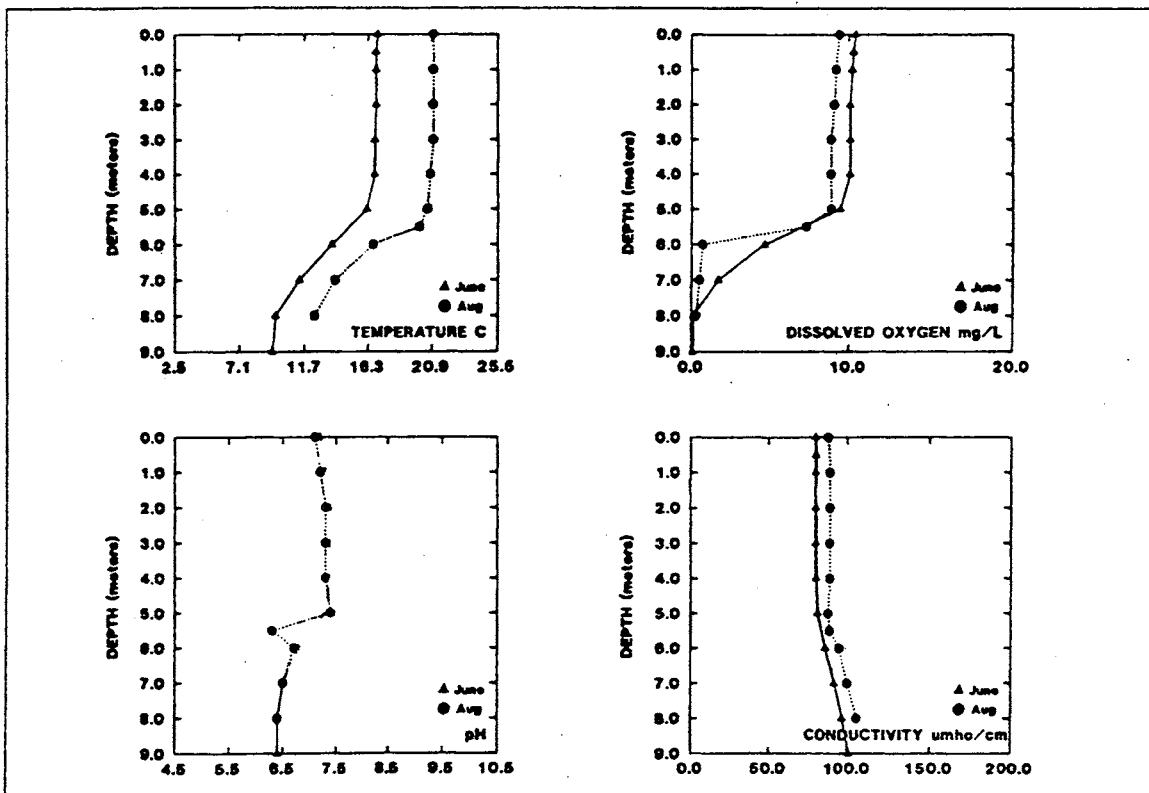 0.0
1.0
2.0
3.0
4.0
5.0
6.0
7.0
8.0
9.0
DEPTH (meters)
June
Aug
TEMPERATURE C
2.5 7.1 11.7 16.3 20.9 25.5
0.0
1.0
2.0
3.0
4.0
5.0
6.0
7.0
8.0
9.0
DEPTH (meters)
June
Aug
DISSOLVED OXYGEN mg/L
0.0 10.0 20.0
0.0
1.0
2.0
3.0
4.0
5.0
6.0
7.0
8.0
9.0
DEPTH (meters)
June
Aug
pH
4.5 5.5 6.5 7.5 8.5 9.5 10.5
0.0
1.0
2.0
3.0
4.0
5.0
6.0
7.0
8.0
9.0
DEPTH (meters)
June
Aug
CONDUCTIVITY umho/cm
0.0 50.0 100.0 150.0 200.0